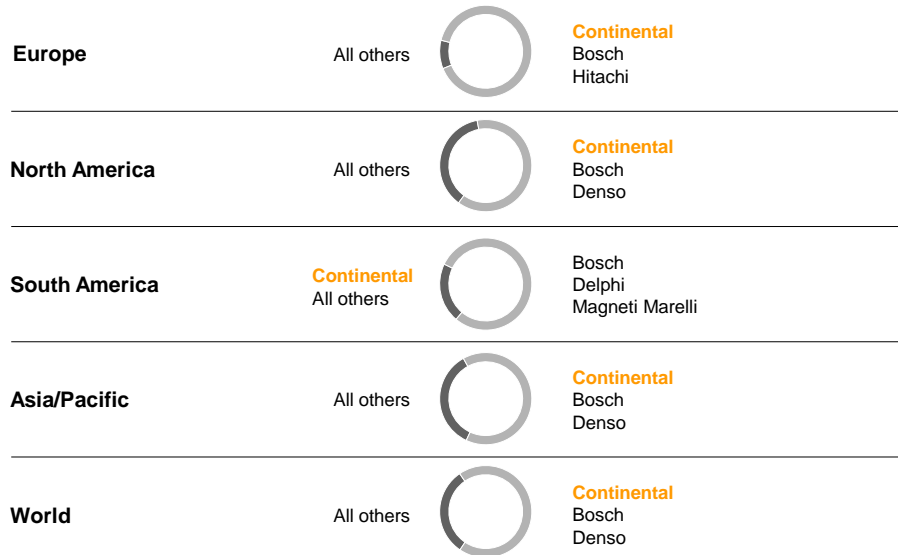 Europe
All others
Continental
Bosch
Hitachi
North America
All others
Continental
Bosch
Denso
South America
Continental
All others
Bosch
Delphi
Magneti Marelli
Asia/Pacific
All others
Continental
Bosch
Denso
World
All others
Continental
Bosch
Denso